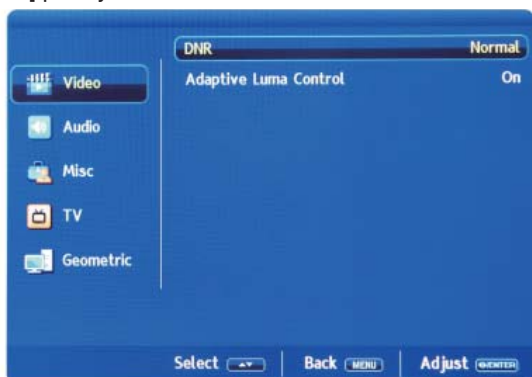 DNR Normal
Adaptive Luma Control On
Video
Audio
Misc
TV
Geometric
Select Back MENU Adjust ENTER